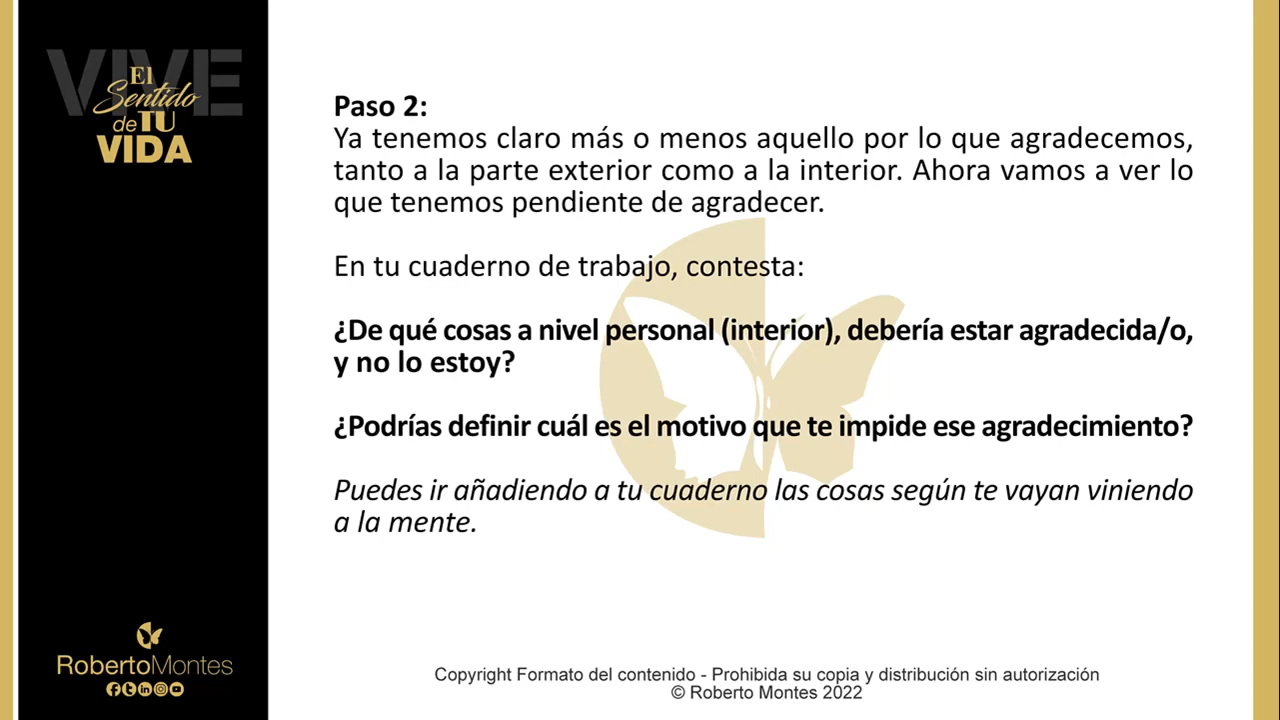 VIVE
El
Sentido
de TU
VIDA
Paso 2:
Ya tenemos claro más o menos aquello por lo que agradecemos,
tanto a la parte exterior como a la interior. Ahora vamos a ver lo
que tenemos pendiente de agradecer.
En tu cuaderno de trabajo, contesta:
¿De qué cosas a nivel personal (interior), debería estar agradecida/o,
y no lo estoy?
¿Podrías definir cuál es el motivo que te impide ese agradecimiento?
Puedes ir añadiendo a tu cuaderno las cosas según te vayan viniendo
a la mente.
RobertoMontes
Copyright Formato del contenido - Prohibida su copia y distribución sin autorización
© Roberto Montes 2022